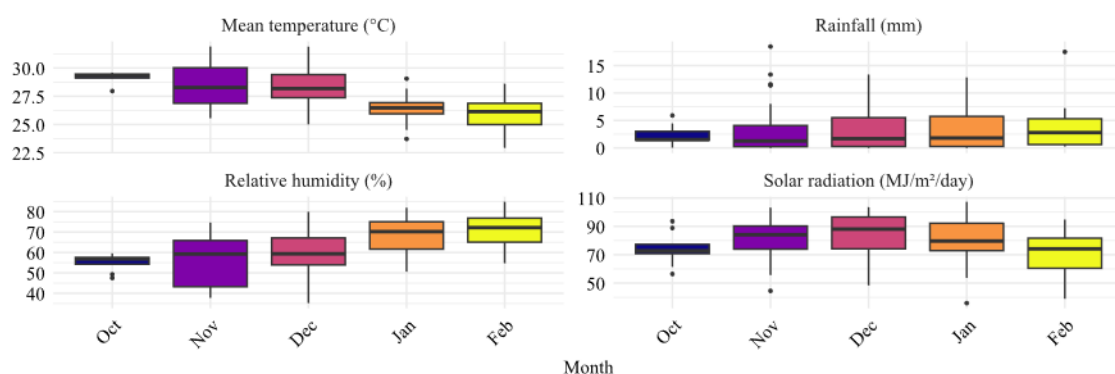 Mean temperature (°C)
30.0
27.5
25.0
22.5
Rainfall (mm)
15
10
5
0
Relative humidity (%)
80
70
60
50
40
Oct
Nov
Dec
Jan
Feb
Solar radiation (MJ/m²/day)
110
90
70
50
Oct
Nov
Dec
Jan
Feb
Month